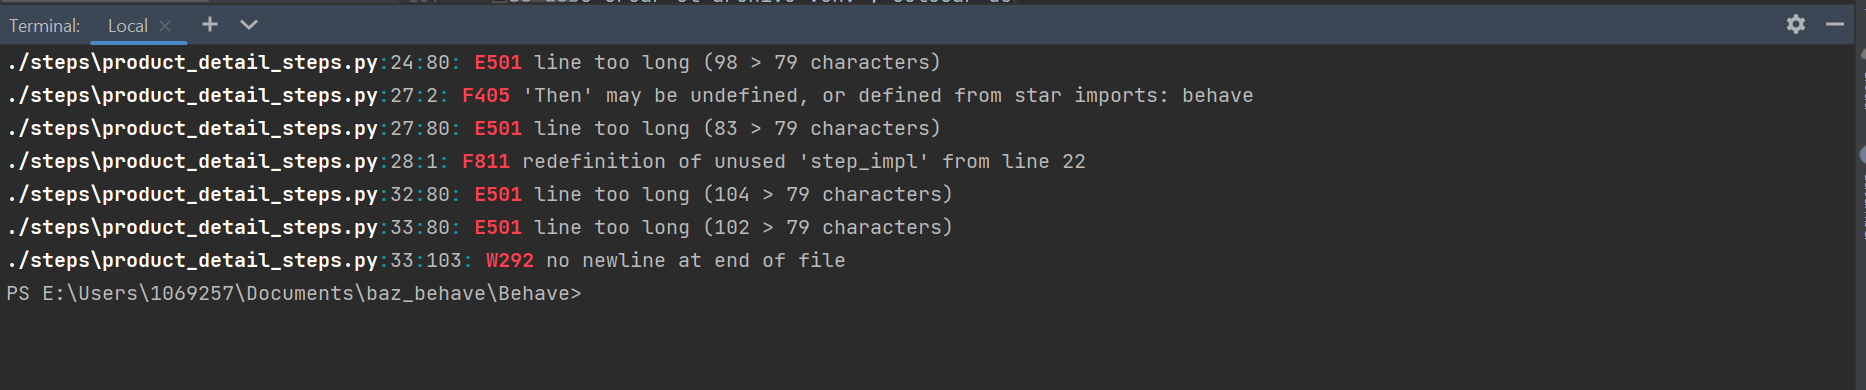 Terminal: Local
./steps\product_detail_steps.py:24:80: E501 line too long (98 > 79 characters)
./steps\product_detail_steps.py:27:2: F405 'Then' may be undefined, or defined from star imports: behave
./steps\product_detail_steps.py:27:80: E501 line too long (83 > 79 characters)
./steps\product_detail_steps.py:28:1: F811 redefinition of unused 'step_impl' from line 22
./steps\product_detail_steps.py:32:80: E501 line too long (104 > 79 characters)
./steps\product_detail_steps.py:33:80: E501 line too long (102 > 79 characters)
./steps\product_detail_steps.py:33:103: W292 no newline at end of file
PS E:\Users\1069257\Documents\baz_behave\Behave>